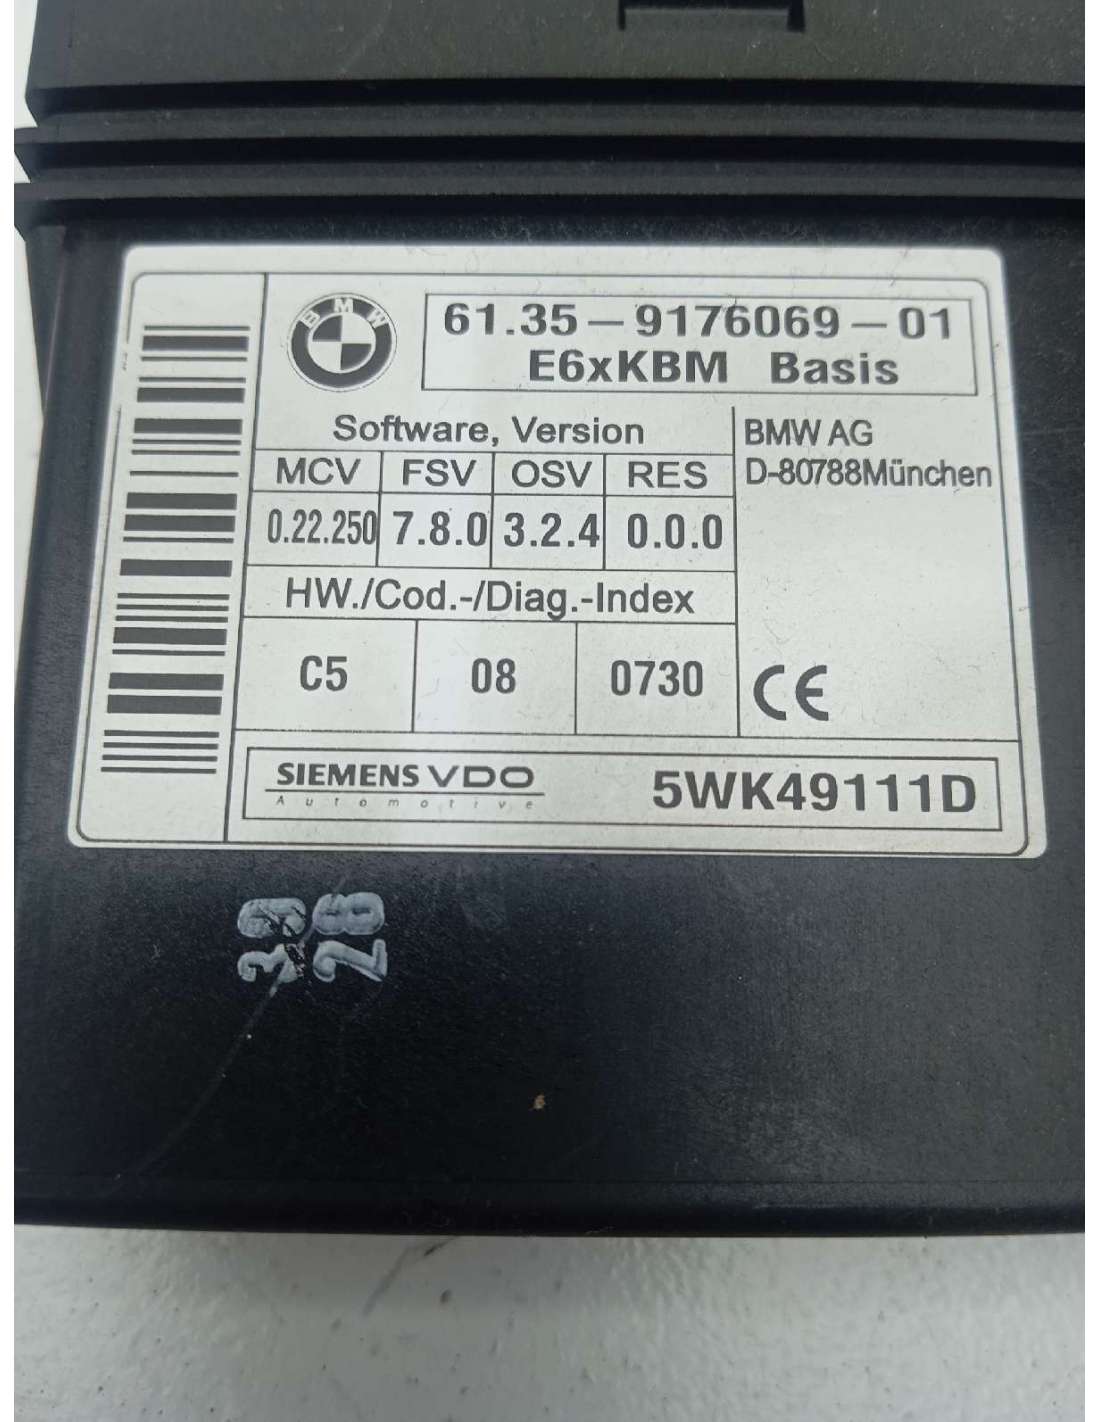 BMW
61.35-9176069-01
E6xKBM Basis
Software, Version
MCV FSV OSV RES
0.22.250 7.8.0 3.2.4 0.0.0
BMW AG
D-80788München
HW./Cod.-/Diag.-Index
C5 08 0730
CE
SIEMENS VDO
Automotive
5WK49111D
39
28